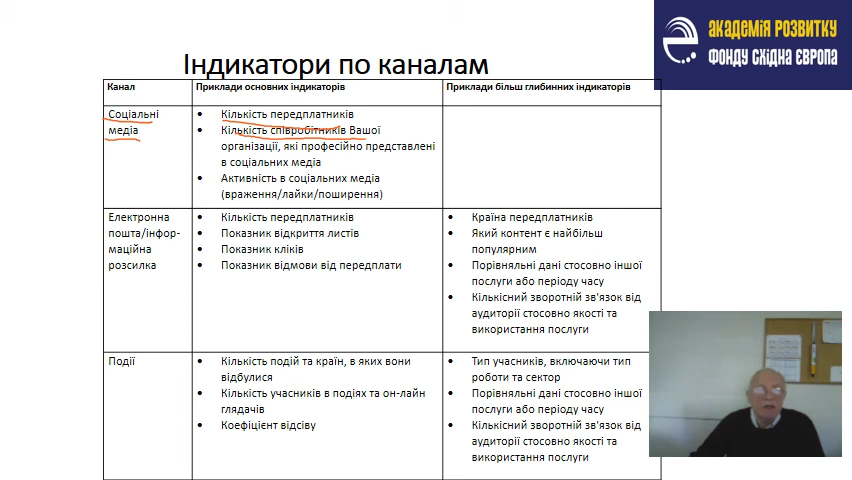 АКАДЕМІЯ РОЗВИТКУ
ФОНДУ СХІДНА ЄВРОПА
Індикатори по каналам
Канал
Приклади основних індикаторів
Приклади більш глибинних індикаторів
Соціальні
медіа
• Кількість передплатників
• Кількість співробітників Вашої
організації, які професійно представлені
в соціальних медіа
• Активність в соціальних медіа
(враження/лайки/поширення)
Електронна
пошта/інфор-
маційна
розсилка
• Кількість передплатників
• Показник відкриття листів
• Показник кліків
• Показник відмови від передплати
• Країна передплатників
• Який контент є найбільш
популярним
• Порівняльні дані стосовно іншої
послуги або періоду часу
• Кількісний зворотній зв'язок від
аудиторії стосовно якості та
використання послуги
Події
• Кількість подій та країн, в яких вони
відбулися
• Кількість учасників в подіях та он-лайн
глядачів
• Коефіцієнт відсіву
• Тип учасників, включаючи тип
роботи та сектор
• Порівняльні дані стосовно іншої
послуги або періоду часу
• Кількісний зворотній зв'язок від
аудиторії стосовно якості та
використання послуги